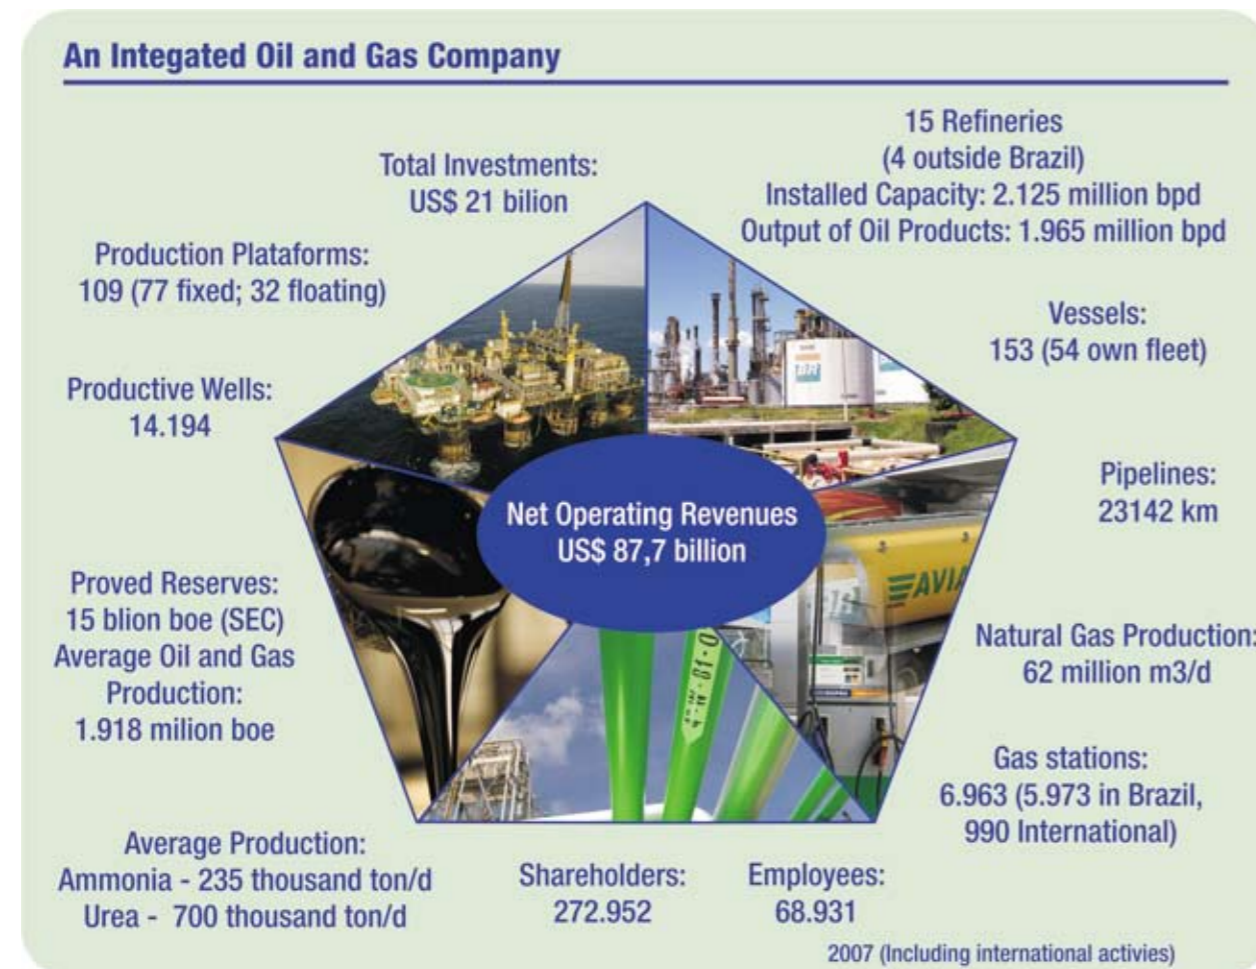 An Integated Oil and Gas Company
Total Investments:
US$ 21 bilion
15 Refineries
(4 outside Brazil)
Installed Capacity: 2.125 million bpd
Output of Oil Products: 1.965 million bpd
Production Plataforms:
109 (77 fixed; 32 floating)
Vessels:
153 (54 own fleet)
Productive Wells:
14.194
Pipelines:
23142 km
Net Operating Revenues
US$ 87,7 billion
Proved Reserves:
15 blion boe (SEC)
Average Oil and Gas
Production:
1.918 milion boe
Natural Gas Production:
62 million m3/d
Gas stations:
6.963 (5.973 in Brazil,
990 International)
Average Production:
Ammonia - 235 thousand ton/d
Urea - 700 thousand ton/d
Shareholders:
272.952
Employees:
68.931
2007 (Including international activies)